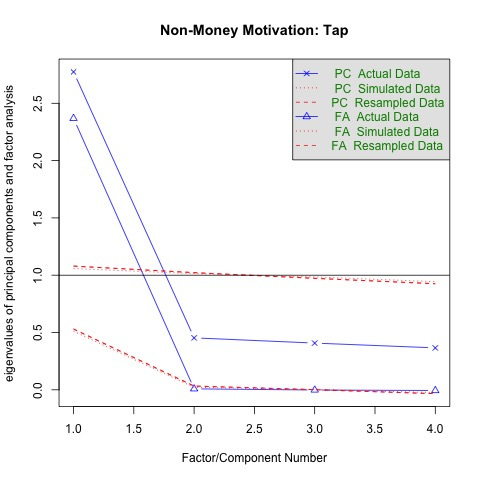 Non-Money Motivation: Tap
eigenvalues of principal components and factor analysis
2.5
2.0
1.5
1.0
0.5
0.0
PC Actual Data
PC Simulated Data
PC Resampled Data
FA Actual Data
FA Simulated Data
FA Resampled Data
1.0 1.5 2.0 2.5 3.0 3.5 4.0
Factor/Component Number